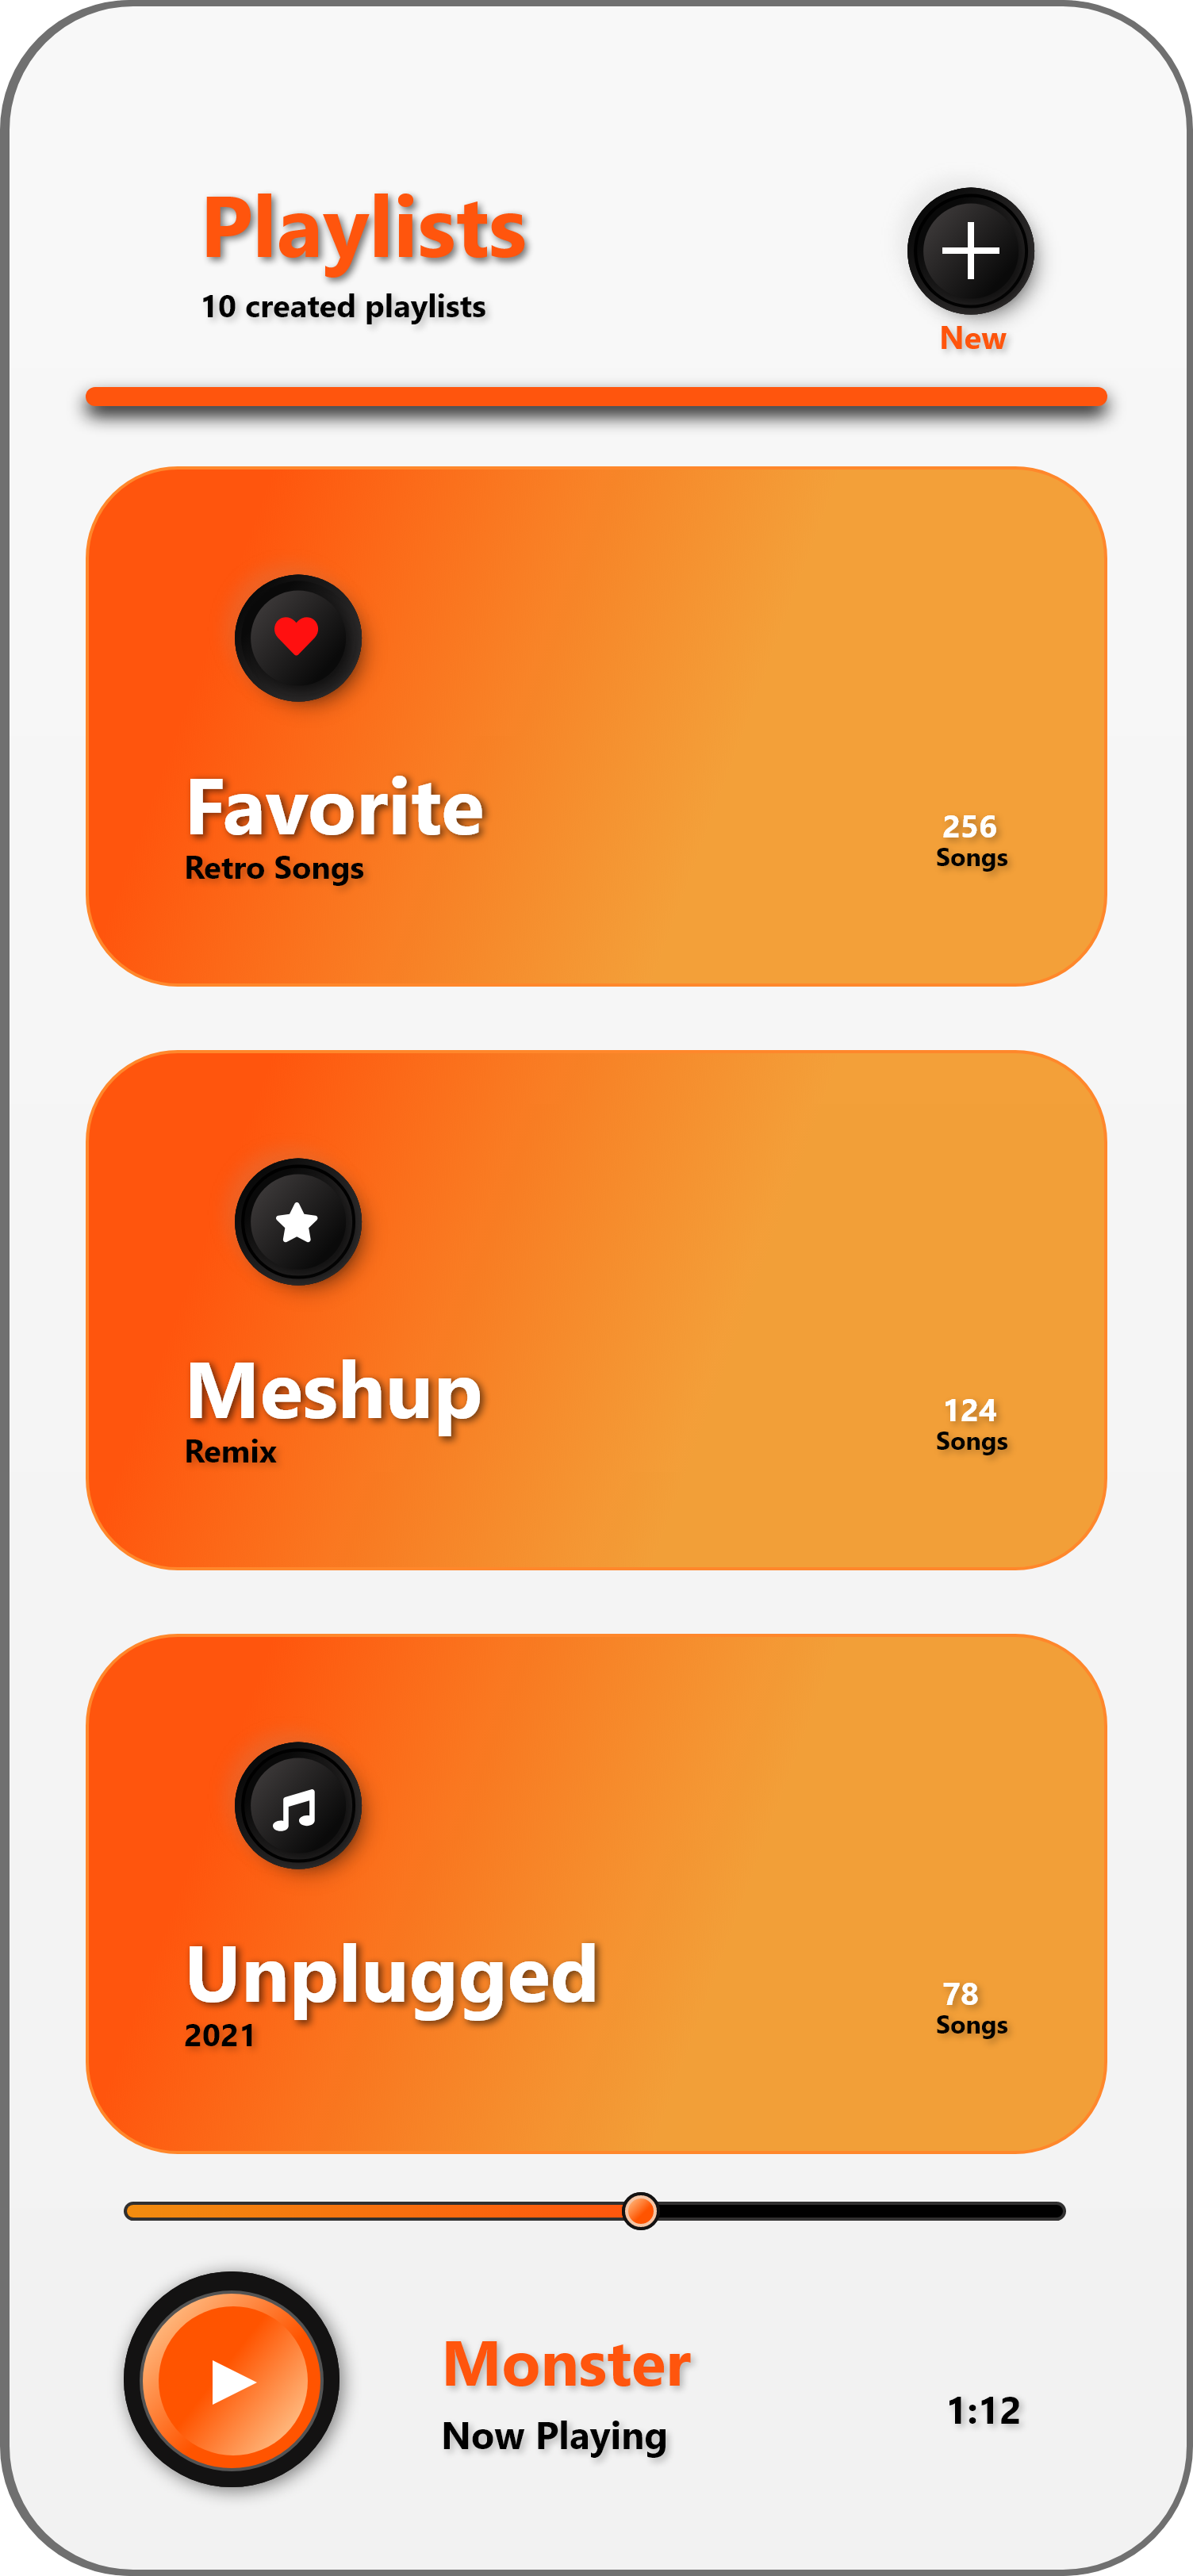 Playlists
10 created playlists
New
Favorite
Retro Songs
256
Songs
Meshup
Remix
124
Songs
Unplugged
2021
78
Songs
Monster
Now Playing
1:12